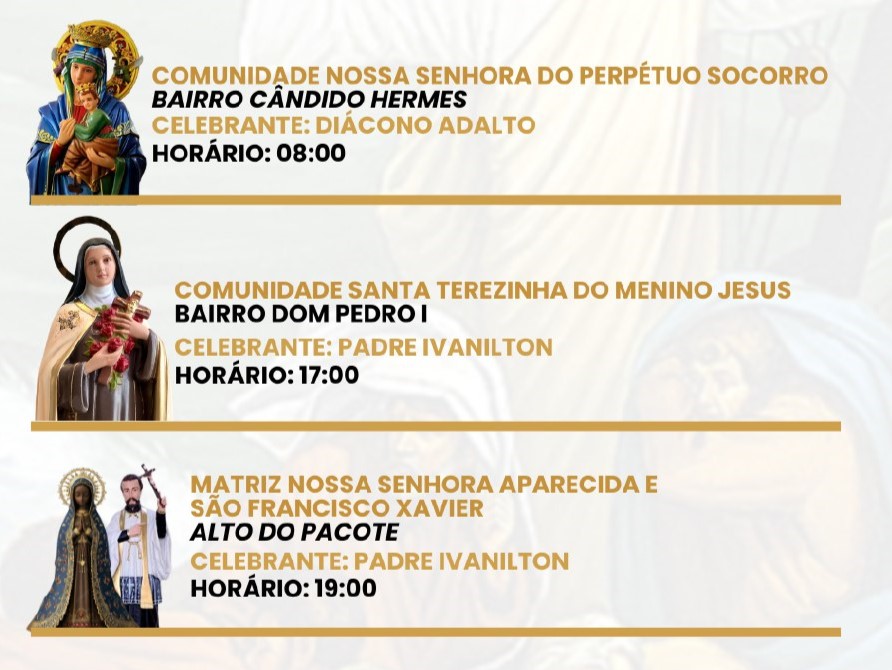 COMUNIDADE NOSSA SENHORA DO PERPÉTUO SOCORRO
BAIRRO CÂNDIDO HERMES
CELEBRANTE: DIÁCONO ADALTO
HORÁRIO: 08:00
COMUNIDADE SANTA TEREZINHA DO MENINO JESUS
BAIRRO DOM PEDRO I
CELEBRANTE: PADRE IVANILTON
HORÁRIO: 17:00
MATRIZ NOSSA SENHORA APARECIDA E
SÃO FRANCISCO XAVIER
ALTO DO PACOTE
CELEBRANTE: PADRE IVANILTON
HORÁRIO: 19:00